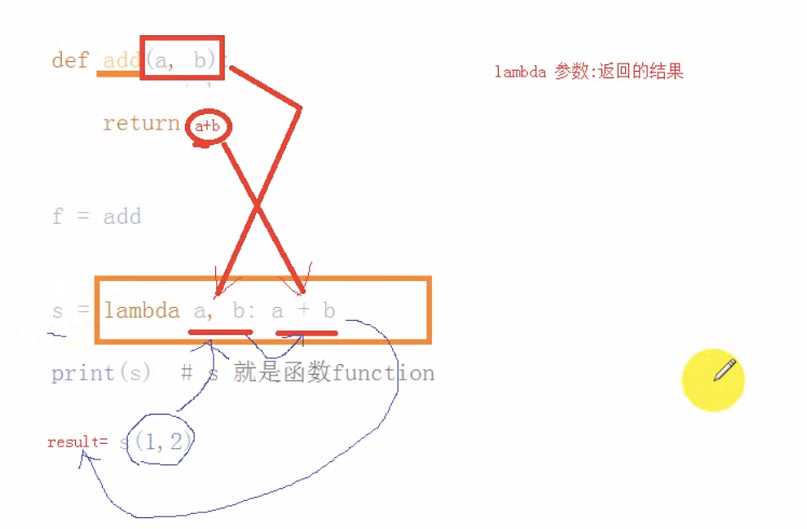 def add(a, b):
lambda 参数:返回的结果
return a+b
f = add
s = lambda a, b: a + b
print(s)  # s 就是函数function
result= s(1,2)